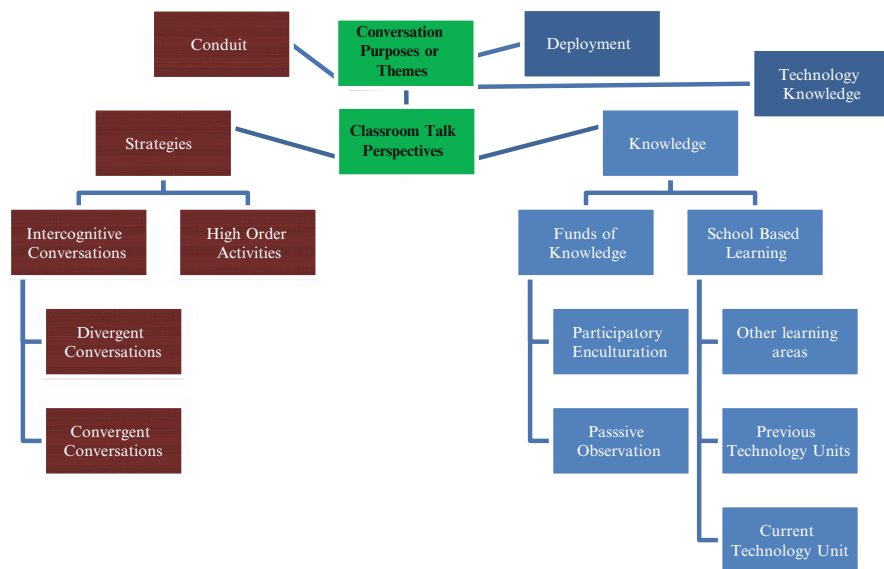 Conduit
Conversation
Purposes or
Themes
Deployment
Technology
Knowledge
Strategies
Classroom Talk
Perspectives
Knowledge
Intercognitive
Conversations
High Order
Activities
Funds of
Knowledge
School Based
Learning
Divergent
Conversations
Participatory
Enculturation
Other learning
areas
Convergent
Conversations
Passsive
Observation
Previous
Technology Units
Current
Technology Unit